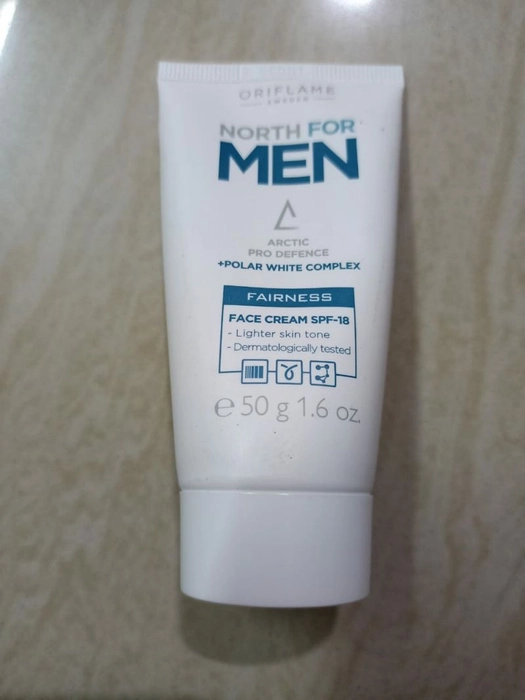 ORIFLAME
SWEDEN
NORTH FOR
MEN
ARCTIC
PRO DEFENCE
+POLAR WHITE COMPLEX
FAIRNESS
FACE CREAM SPF-18
- Lighter skin tone
- Dermatologically tested
℮ 50 g 1.6 oz.